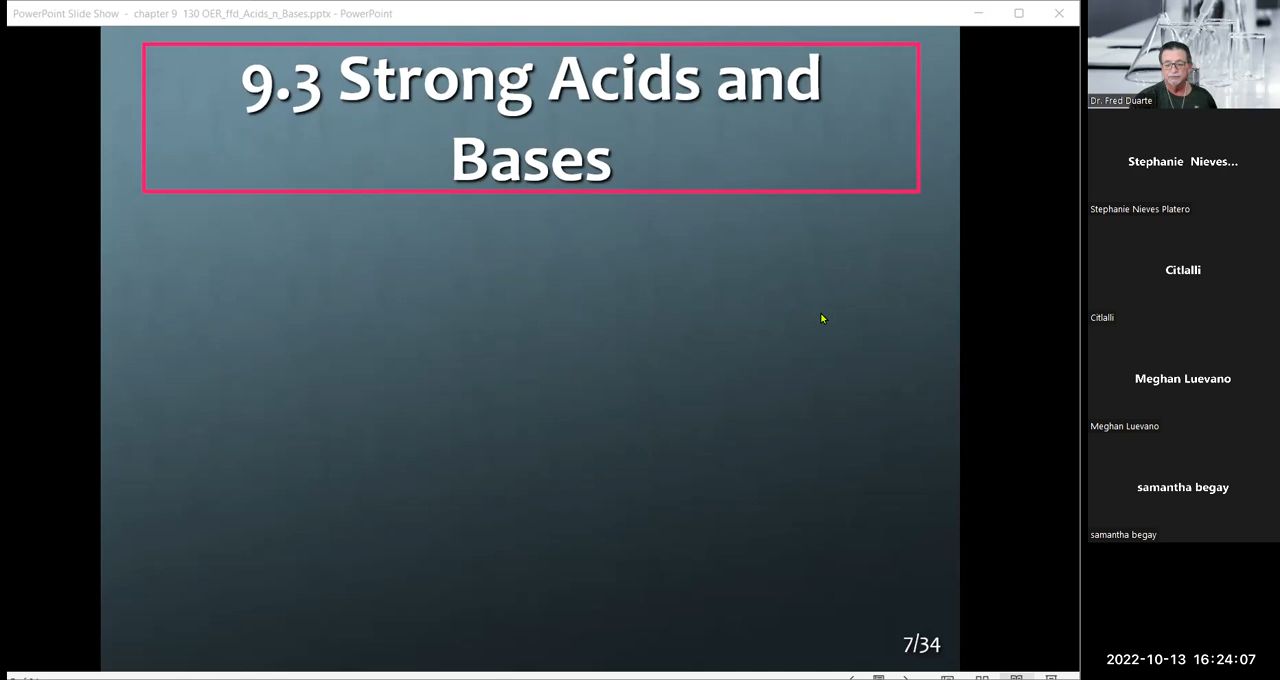 PowerPoint Slide Show - chapter 9 130 OER_ffd_Acids_n_Bases.pptx - PowerPoint
9.3 Strong Acids and
Bases
7/34
Dr. Fred Duarte
Stephanie Nieves...
Stephanie Nieves Platero
Citlalli
Citlalli
Meghan Luevano
Meghan Luevano
samantha begay
samantha begay
2022-10-13 16:24:07